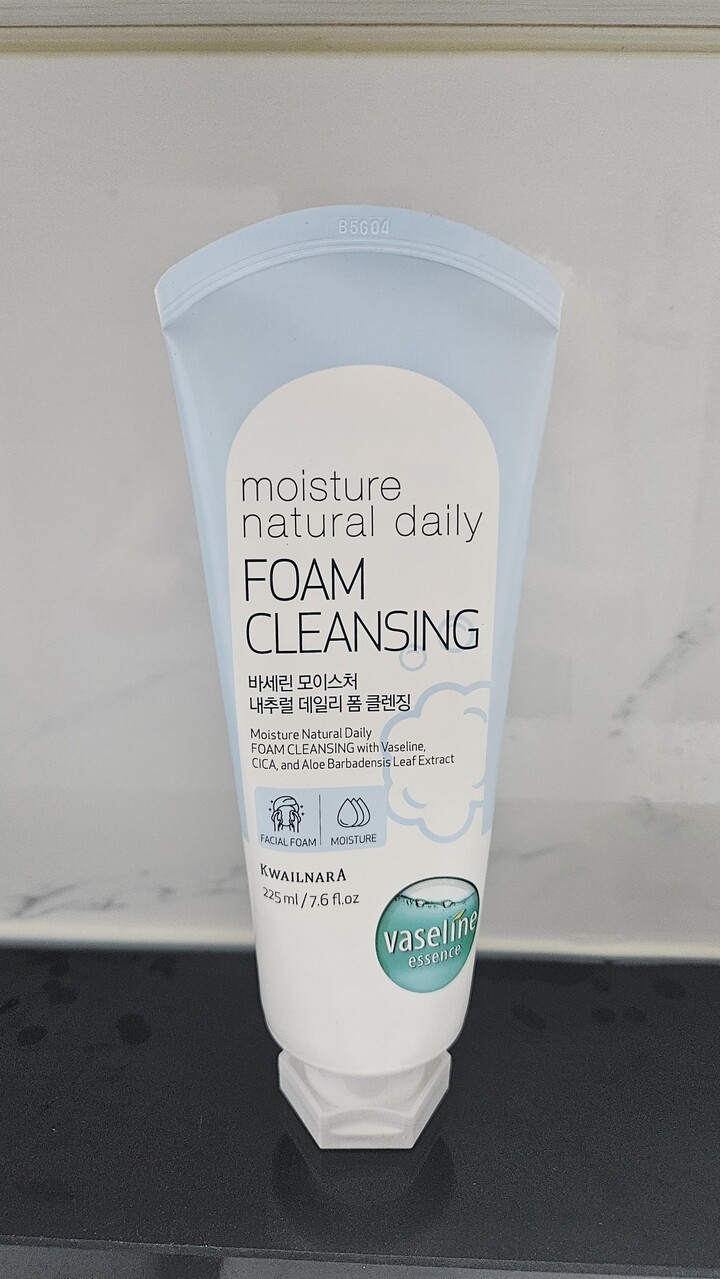 B5G04
moisture
natural daily
FOAM
CLEANSING
바세린 모이스처
내추럴 데일리 폼 클렌징
Moisture Natural Daily
FOAM CLEANSING with Vaseline,
CICA, and Aloe Barbadensis Leaf Extract
FACIAL FOAM
MOISTURE
KWAILNARA
225 ml / 7.6 fl.oz
vaseline
essence